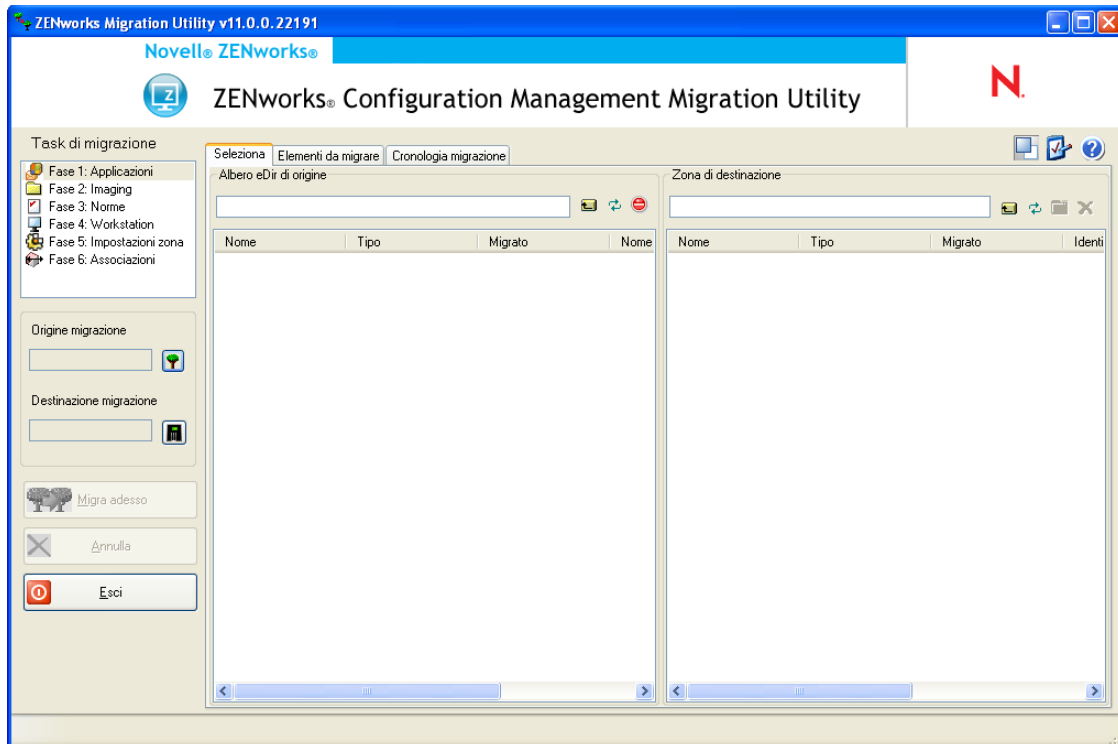 ZENworks Migration Utility v11.0.0.22191
Novell® ZENworks®
ZENworks® Configuration Management Migration Utility
N.
Task di migrazione
Fase 1: Applicazioni
Fase 2: Imaging
Fase 3: Norme
Fase 4: Workstation
Fase 5: Impostazioni zona
Fase 6: Associazioni
Origine migrazione
Destinazione migrazione
Migra adesso
Annulla
Esci
Seleziona Elementi da migrare Cronologia migrazione
Albero eDir di origine
Nome Tipo Migrato Nome
Zona di destinazione
Nome Tipo Migrato Identi